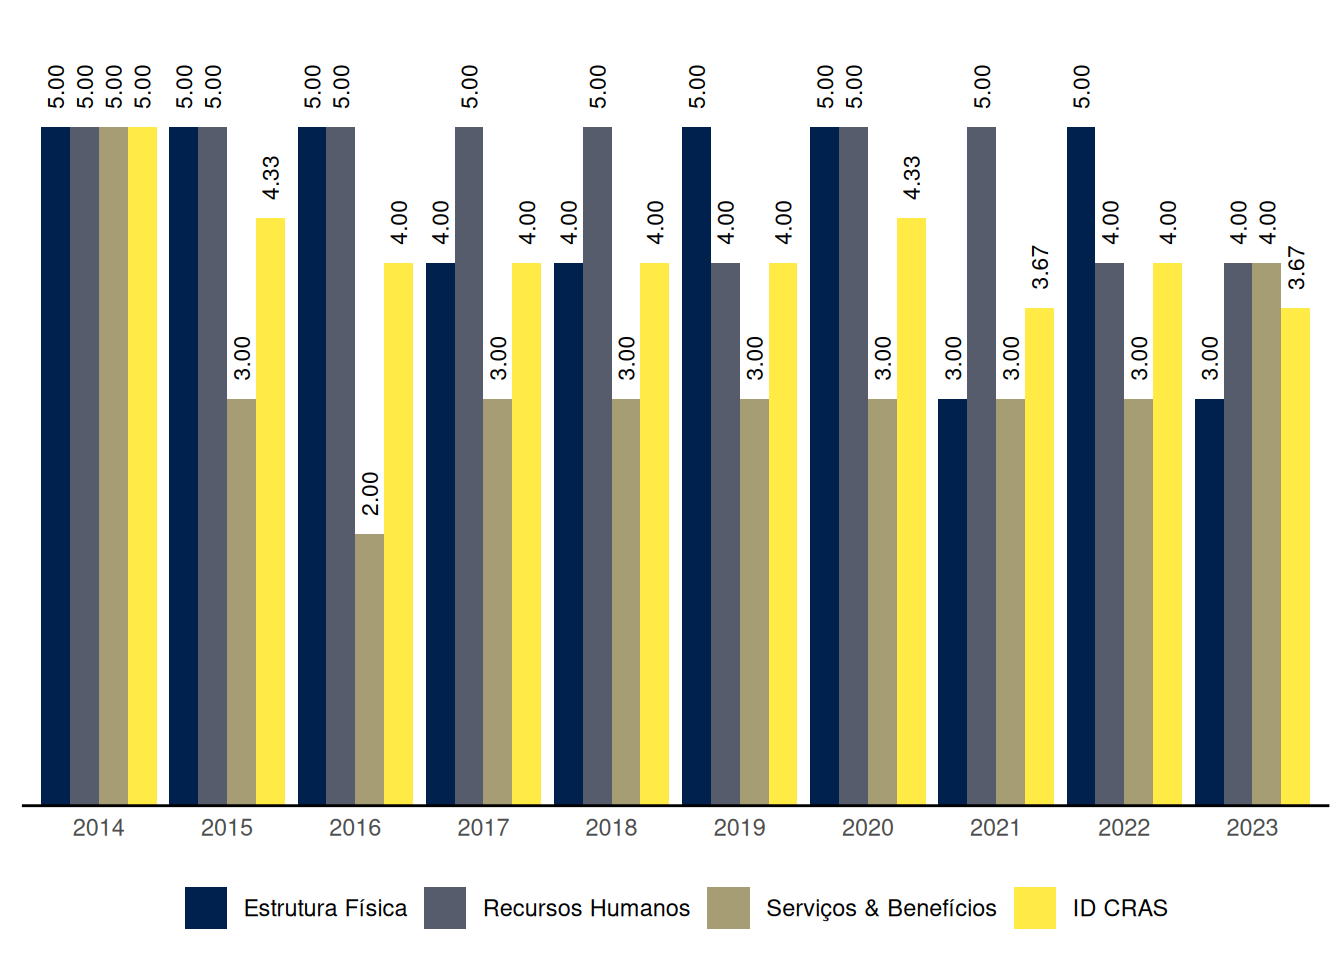 5.00 5.00 5.00 5.00 5.00 5.00 3.00 4.33 5.00 5.00 2.00 4.00 4.00 5.00 3.00 4.00 4.00 5.00 3.00 4.00 5.00 4.00 3.00 4.00 5.00 5.00 3.00 4.33 3.00 5.00 3.00 3.67 5.00 4.00 3.00 4.00 3.00 4.00 4.00 3.67
2014 2015 2016 2017 2018 2019 2020 2021 2022 2023
Estrutura Física Recursos Humanos Serviços & Benefícios ID CRAS